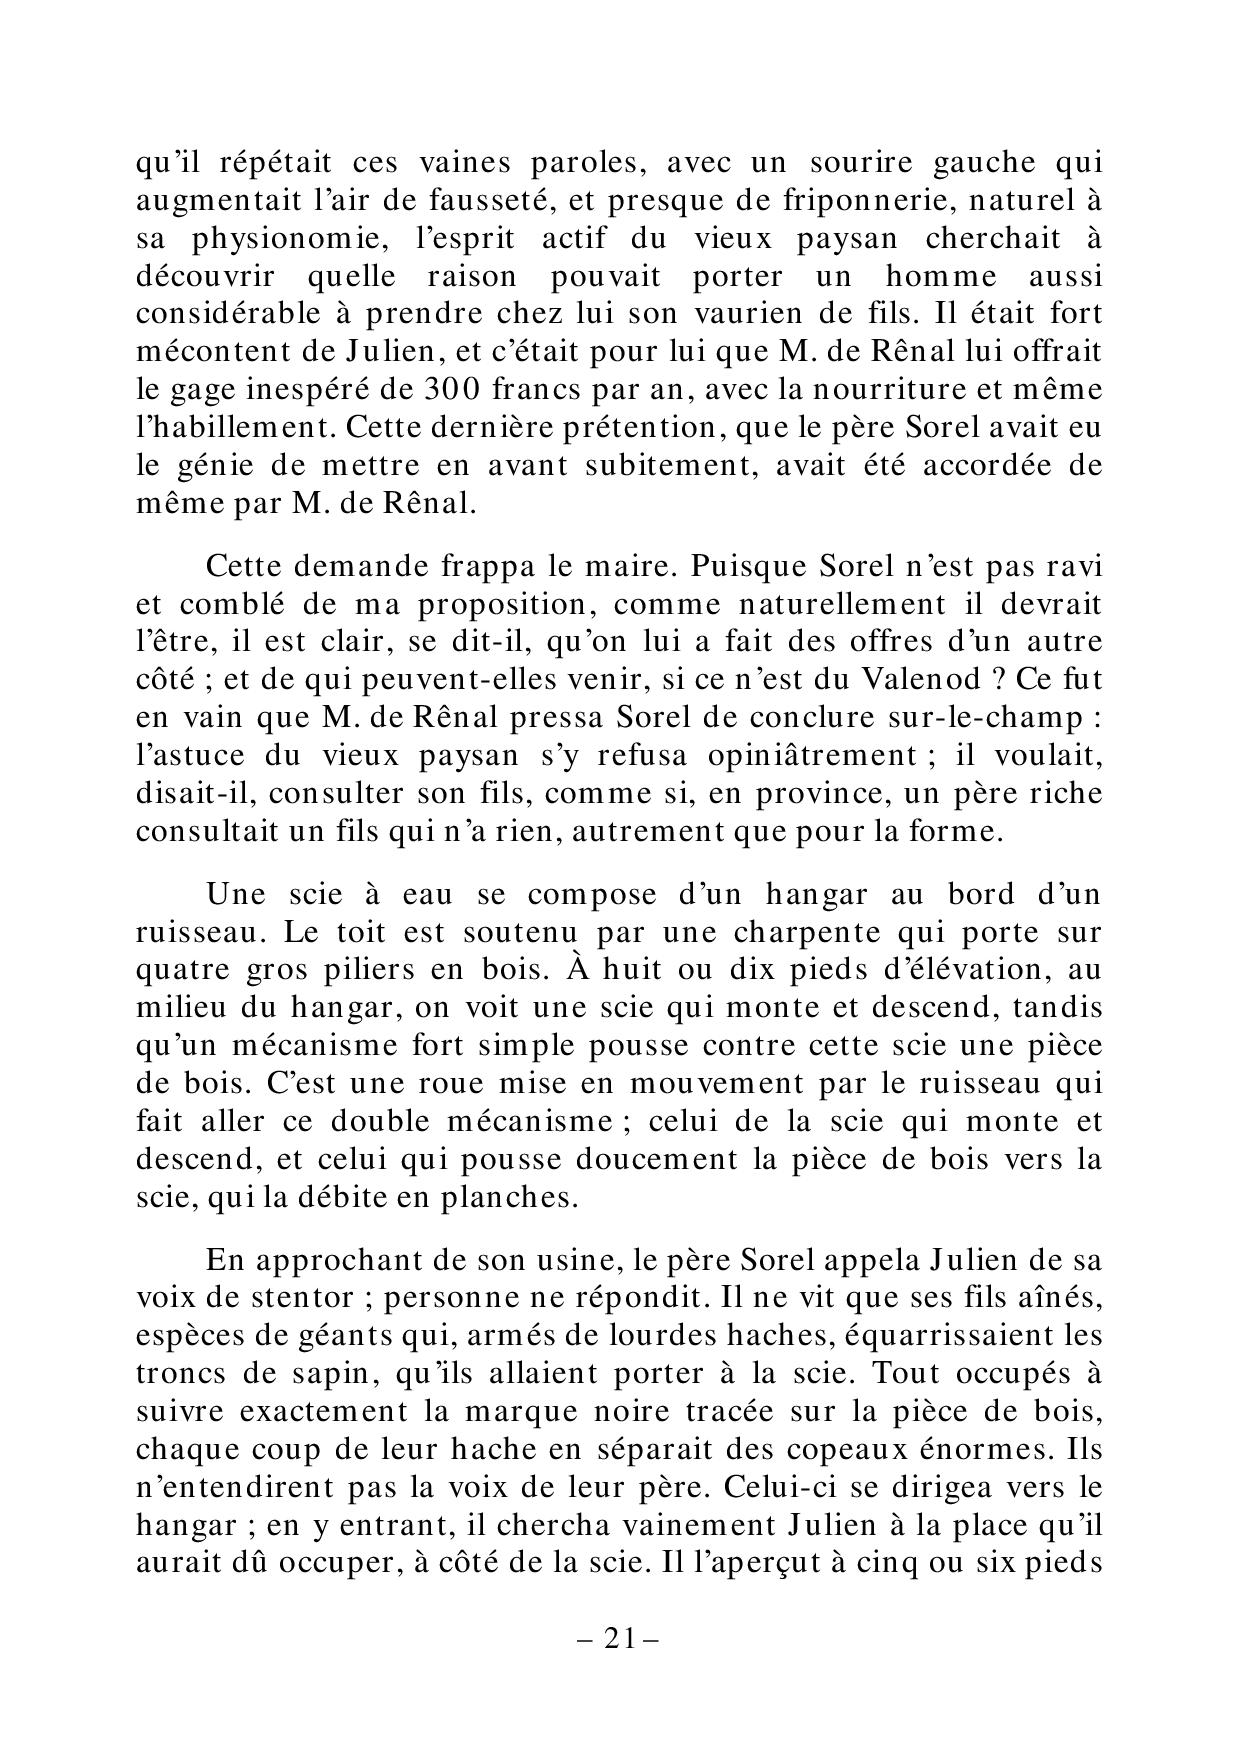 qu’il répétait ces vaines paroles, avec un sourire gauche qui
augmentait l’air de fausseté, et presque de friponnerie, naturel à
sa physionomie, l’esprit actif du vieux paysan cherchait à
découvrir quelle raison pouvait porter un homme aussi
considérable à prendre chez lui son vaurien de fils. Il était fort
mécontent de Julien, et c’était pour lui que M. de Rênal lui offrait
le gage inespéré de 300 francs par an, avec la nourriture et même
l’habillement. Cette dernière prétention, que le père Sorel avait eu
le génie de mettre en avant subitement, avait été accordée de
même par M. de Rênal.
Cette demande frappa le maire. Puisque Sorel n’est pas ravi
et comblé de ma proposition, comme naturellement il devrait
l’être, il est clair, se dit-il, qu’on lui a fait des offres d’un autre
côté ; et de qui peuvent-elles venir, si ce n’est du Valenod ? Ce fut
en vain que M. de Rênal pressa Sorel de conclure sur-le-champ :
l’astuce du vieux paysan s’y refusa opiniâtrement ; il voulait,
disait-il, consulter son fils, comme si, en province, un père riche
consultait un fils qui n’a rien, autrement que pour la forme.
Une scie à eau se compose d’un hangar au bord d’un
ruisseau. Le toit est soutenu par une charpente qui porte sur
quatre gros piliers en bois. À huit ou dix pieds d’élévation, au
milieu du hangar, on voit une scie qui monte et descend, tandis
qu’un mécanisme fort simple pousse contre cette scie une pièce
de bois. C’est une roue mise en mouvement par le ruisseau qui
fait aller ce double mécanisme ; celui de la scie qui monte et
descend, et celui qui pousse doucement la pièce de bois vers la
scie, qui la débite en planches.
En approchant de son usine, le père Sorel appela Julien de sa
voix de stentor ; personne ne répondit. Il ne vit que ses fils aînés,
espèces de géants qui, armés de lourdes haches, équarrissaient les
troncs de sapin, qu’ils allaient porter à la scie. Tout occupés à
suivre exactement la marque noire tracée sur la pièce de bois,
chaque coup de leur hache en séparait des copeaux énormes. Ils
n’entendirent pas la voix de leur père. Celui-ci se dirigea vers le
hangar ; en y entrant, il chercha vainement Julien à la place qu’il
aurait dû occuper, à côté de la scie. Il l’aperçut à cinq ou six pieds
– 21 –